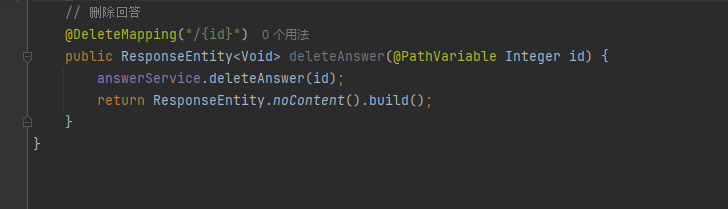 // 删除回答
@DeleteMapping("/{id}") 0 个用法
public ResponseEntity<Void> deleteAnswer(@PathVariable Integer id) {
answerService.deleteAnswer(id);
return ResponseEntity.noContent().build();
}
}